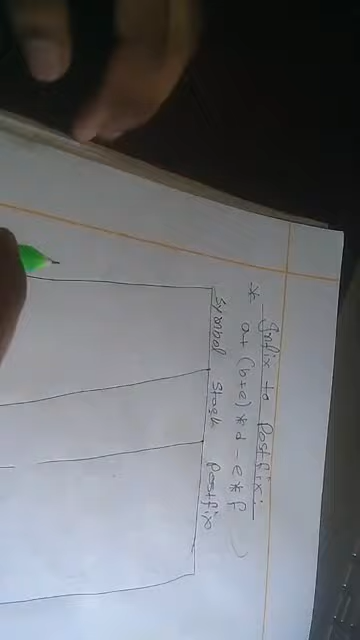 Infix to Postfix:
* a+ (b+c) * d - e * f )
Symbol Stack Postfix